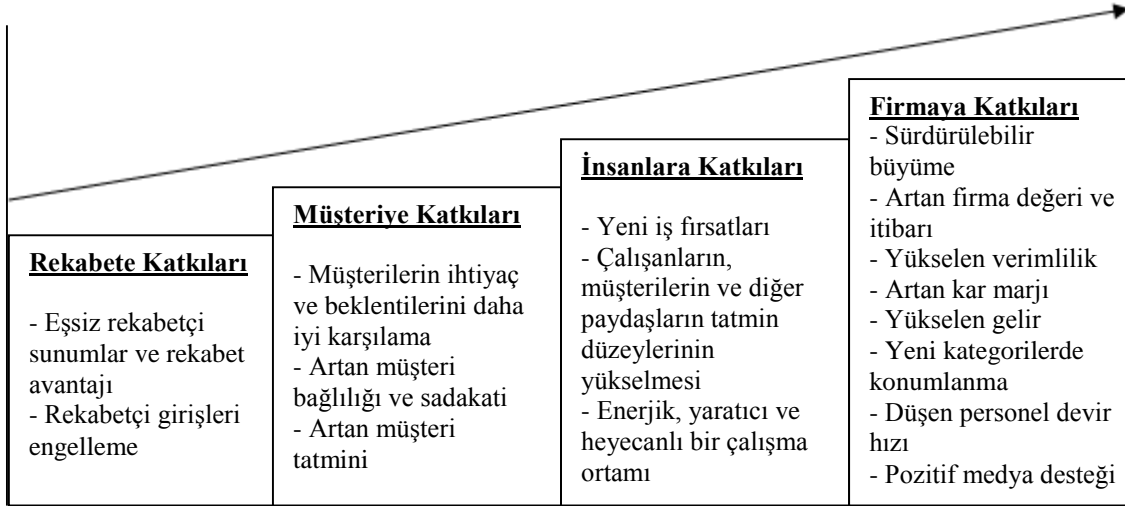 Rekabete Katkıları
- Eşsiz rekabetçi
sunumlar ve rekabet
avantajı
- Rekabetçi girişleri
engelleme
Müşteriye Katkıları
- Müşterilerin ihtiyaç
ve beklentilerini daha
iyi karşılama
- Artan müşteri
bağlılığı ve sadakati
- Artan müşteri
tatmini
İnsanlara Katkıları
- Yeni iş fırsatları
- Çalışanların,
müşterilerin ve diğer
paydaşların tatmin
düzeylerinin
yükselmesi
- Enerjik, yaratıcı ve
heyecanlı bir çalışma
ortamı
Firmaya Katkıları
- Sürdürülebilir
büyüme
- Artan firma değeri ve
itibarı
- Yükselen verimlilik
- Artan kar marjı
- Yükselen gelir
- Yeni kategorilerde
konumlanma
- Düşen personel devir
hızı
- Pozitif medya desteği